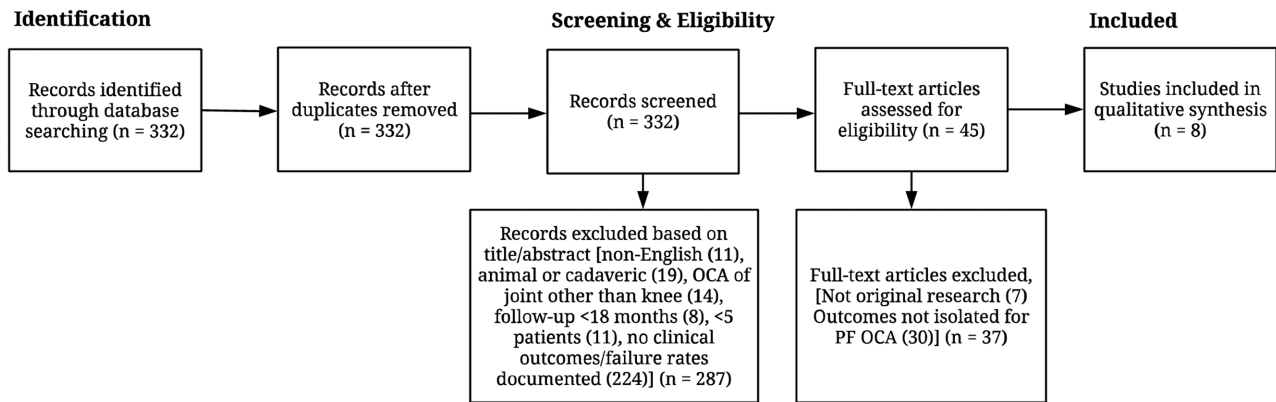 Identification
Screening & Eligibility
Included
Records identified
through database
searching (n = 332)
Records after
duplicates removed
(n = 332)
Records screened
(n = 332)
Full-text articles
assessed for
eligibility (n = 45)
Studies included in
qualitative synthesis
(n = 8)
Records excluded based on
title/abstract [non-English (11),
animal or cadaveric (19), OCA of
joint other than knee (14),
follow-up <18 months (8), <5
patients (11), no clinical
outcomes/failure rates
documented (224)] (n = 287)
Full-text articles excluded,
[Not original research (7)
Outcomes not isolated for
PF OCA (30)] (n = 37)